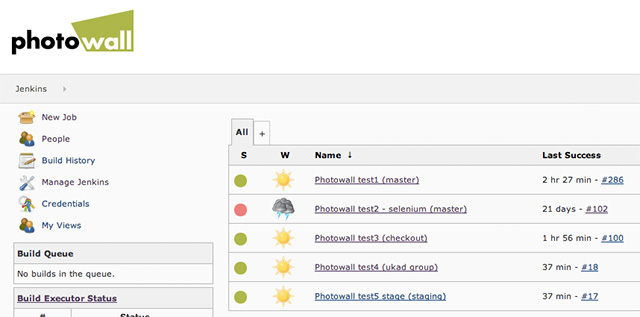 photowall
Jenkins
New Job
People
Build History
Manage Jenkins
Credentials
My Views
Build Queue
No builds in the queue.
Build Executor Status
# Status
All +
S W Name ↓ Last Success
Photowall test1 (master) 2 hr 27 min - #286
Photowall test2 - selenium (master) 21 days - #102
Photowall test3 (checkout) 1 hr 56 min - #100
Photowall test4 (ukad group) 37 min - #18
Photowall test5 stage (staging) 37 min - #17